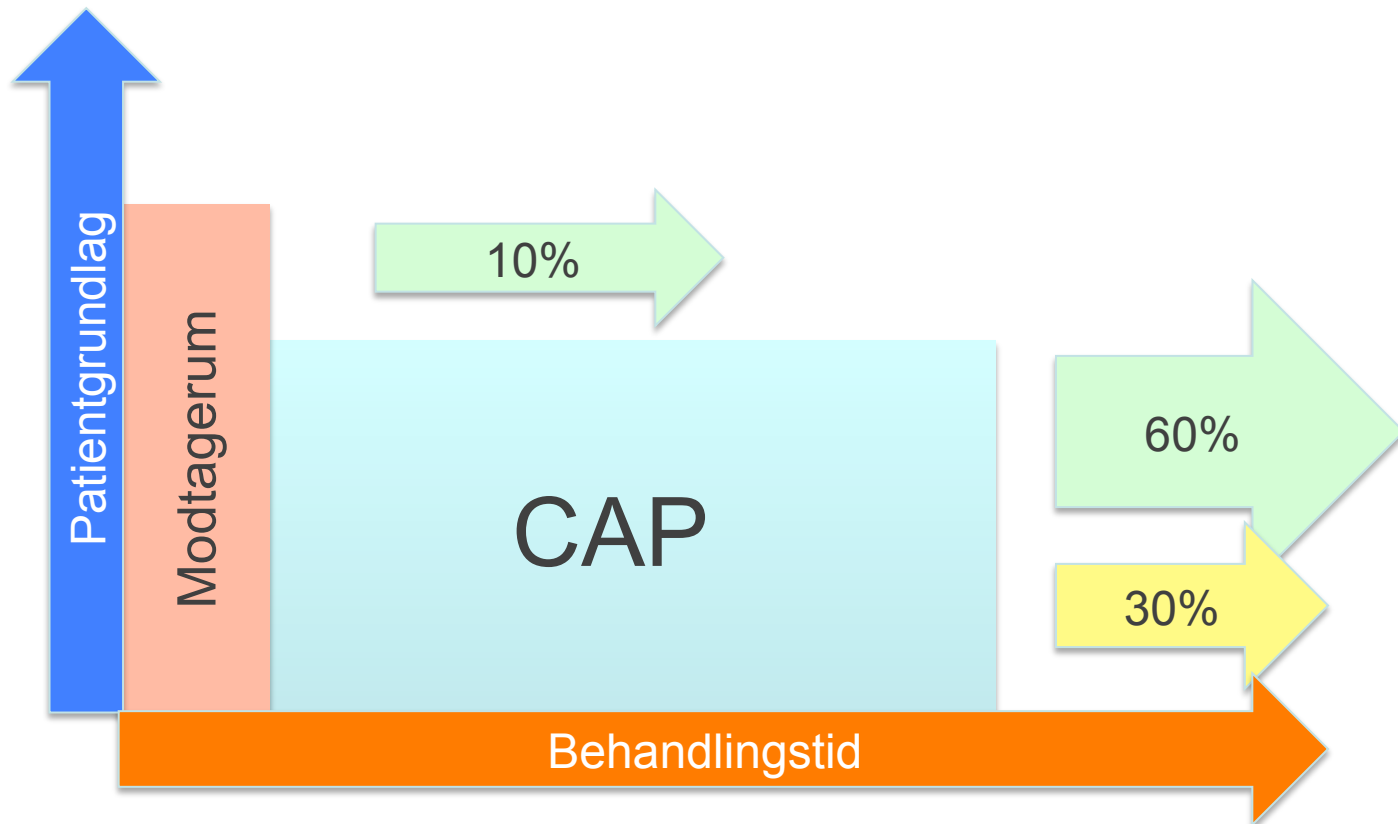 Patientgrundlag
Modtagerum
10%
CAP
60%
30%
Behandlingstid